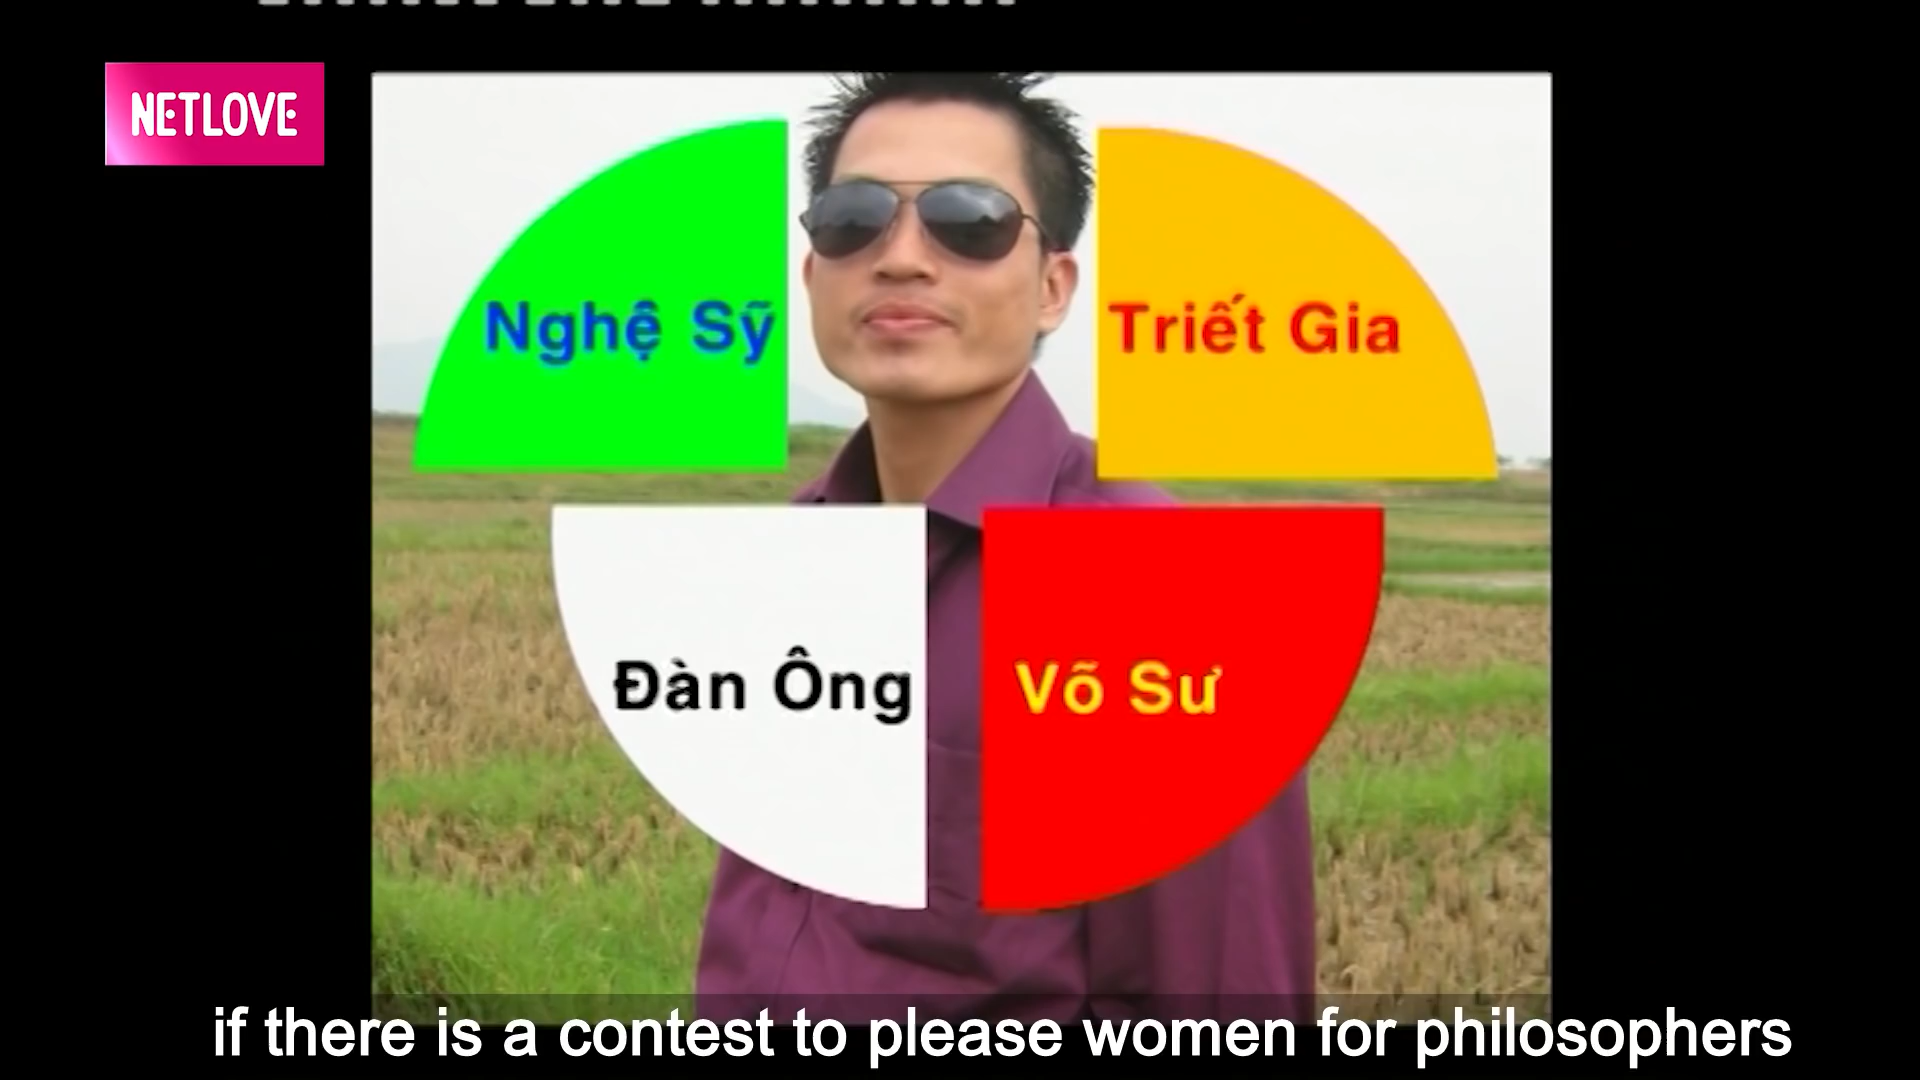 NETLOVE
Nghệ Sỹ
Triết Gia
Đàn Ông
Võ Sư
if there is a contest to please women for philosophers